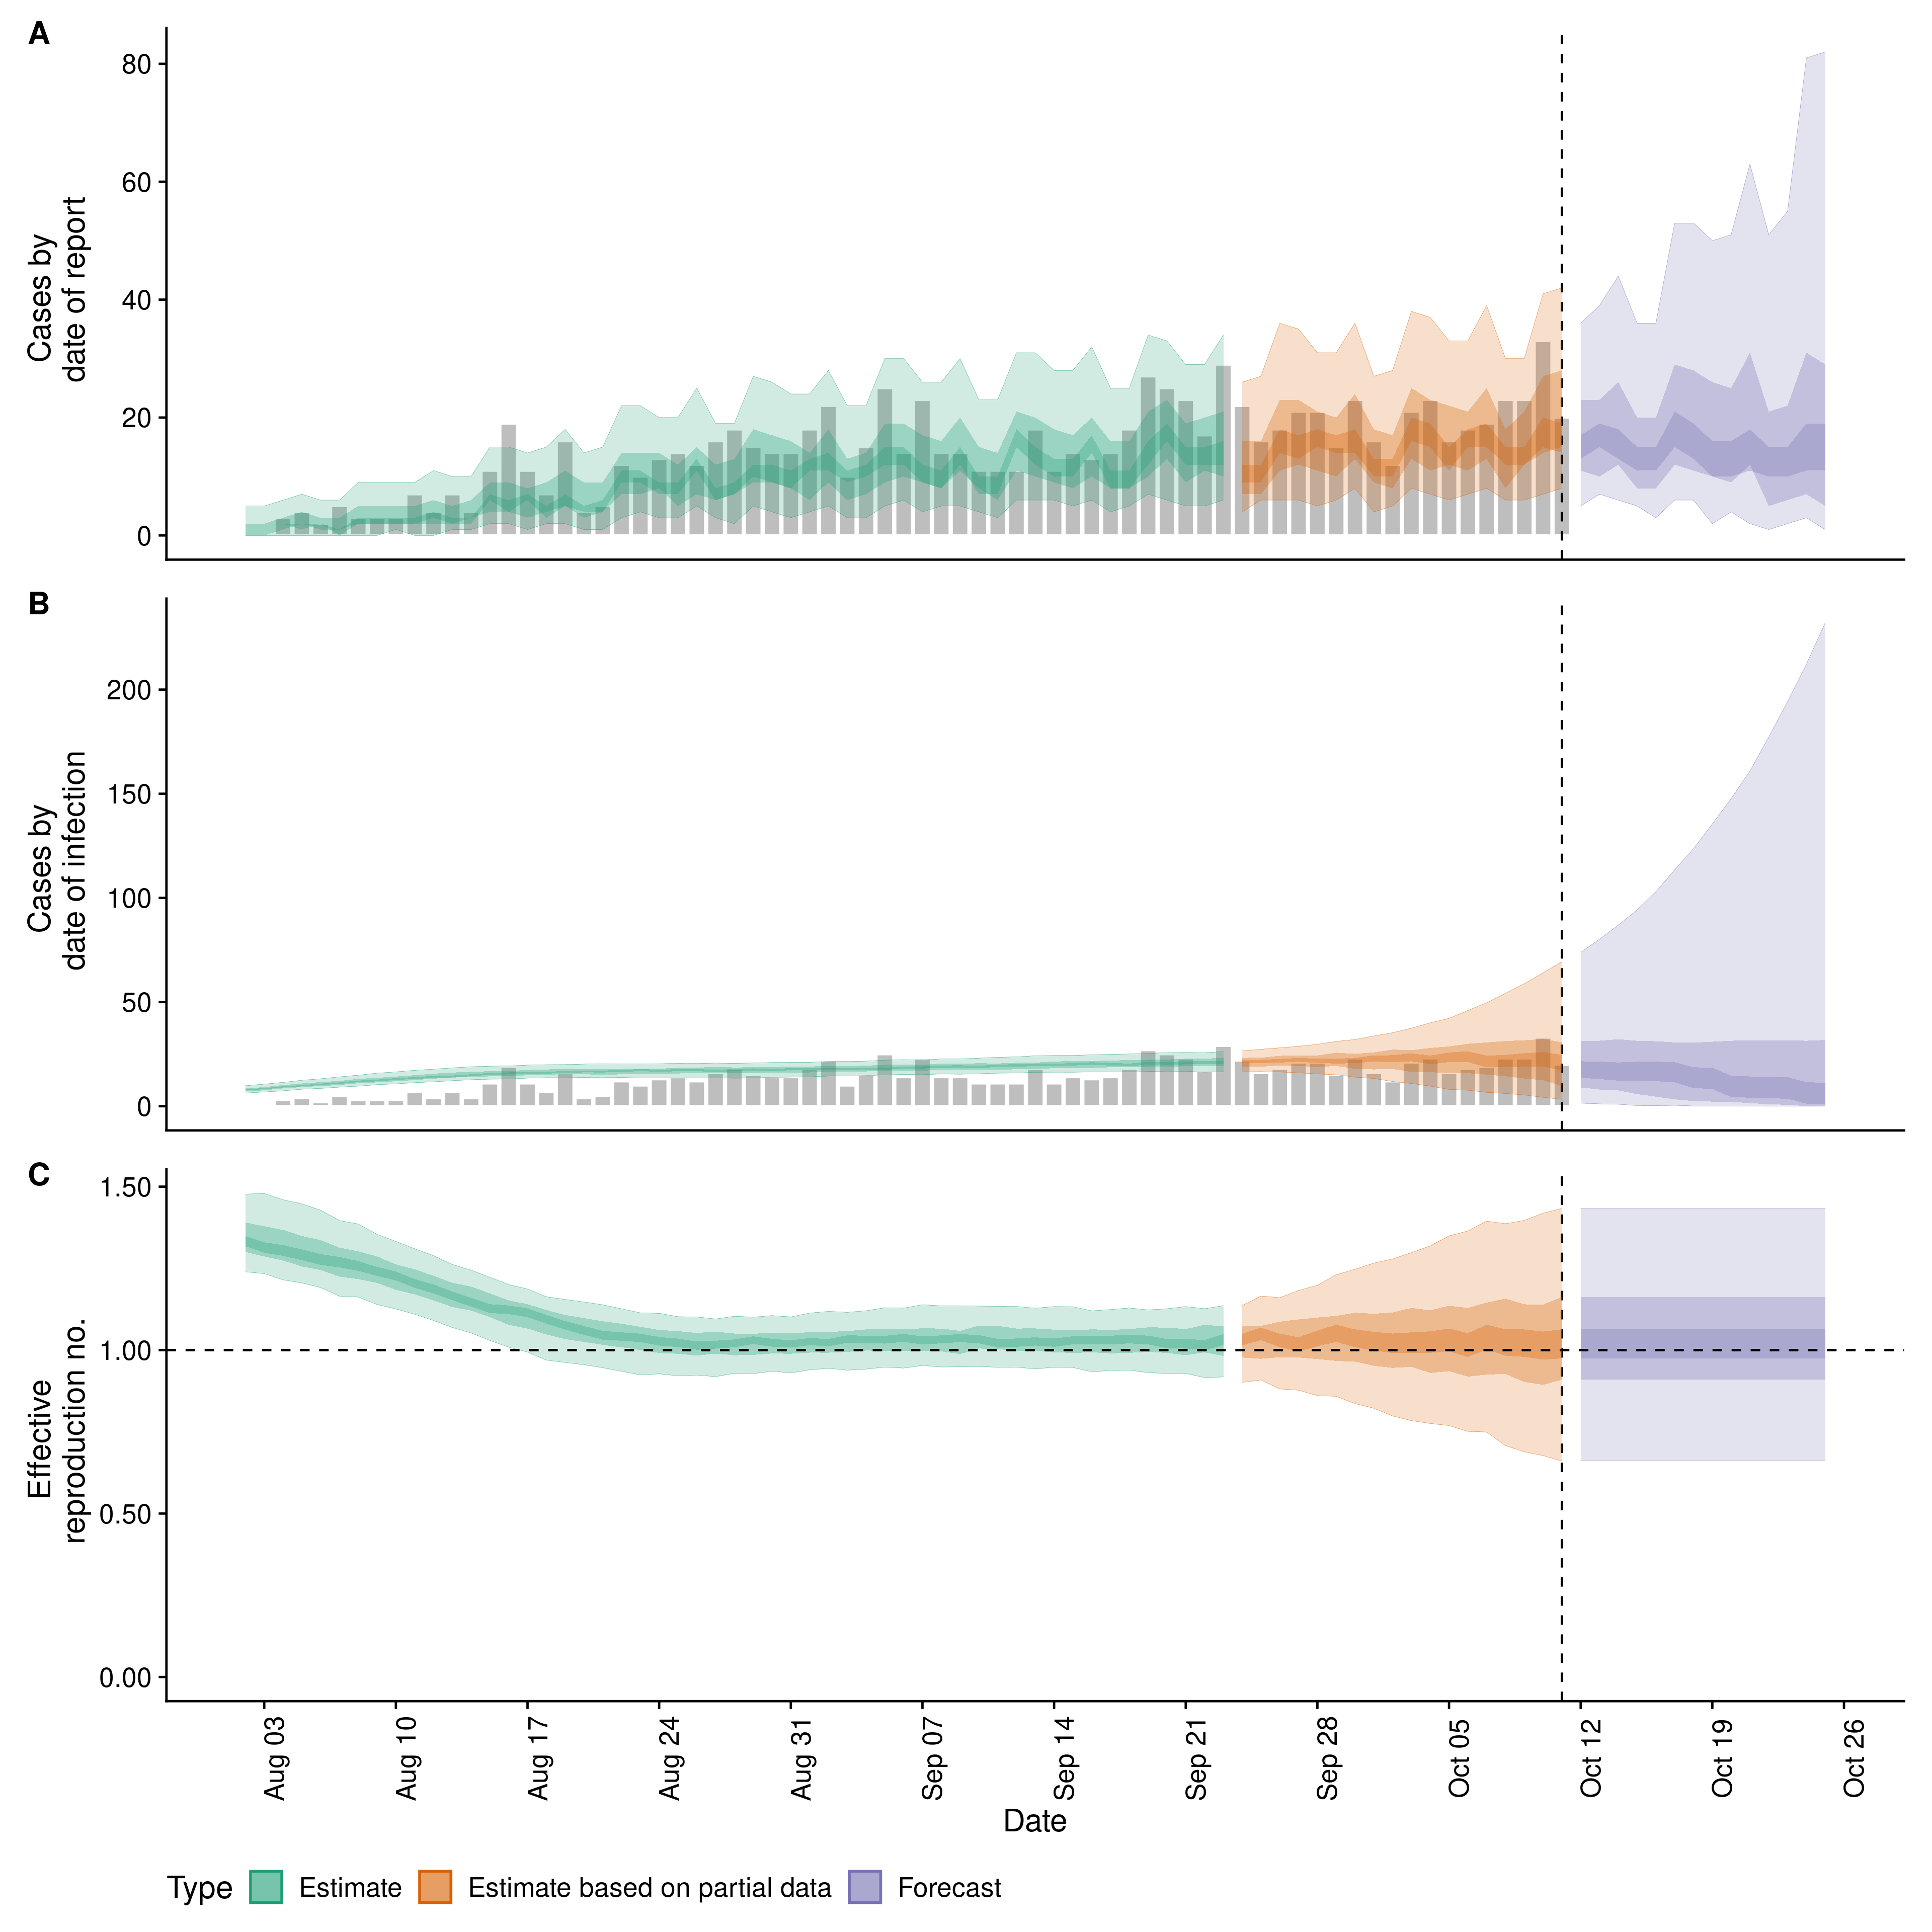 A
80
60
40
20
0
Cases by
date of report
B
200
150
100
50
0
Cases by
date of infection
C
1.50
1.00
0.50
0.00
Effective
reproduction no.
Aug 03
Aug 10
Aug 17
Aug 24
Aug 31
Sep 07
Sep 14
Sep 21
Sep 28
Oct 05
Oct 12
Oct 19
Oct 26
Date
Type Estimate Estimate based on partial data Forecast